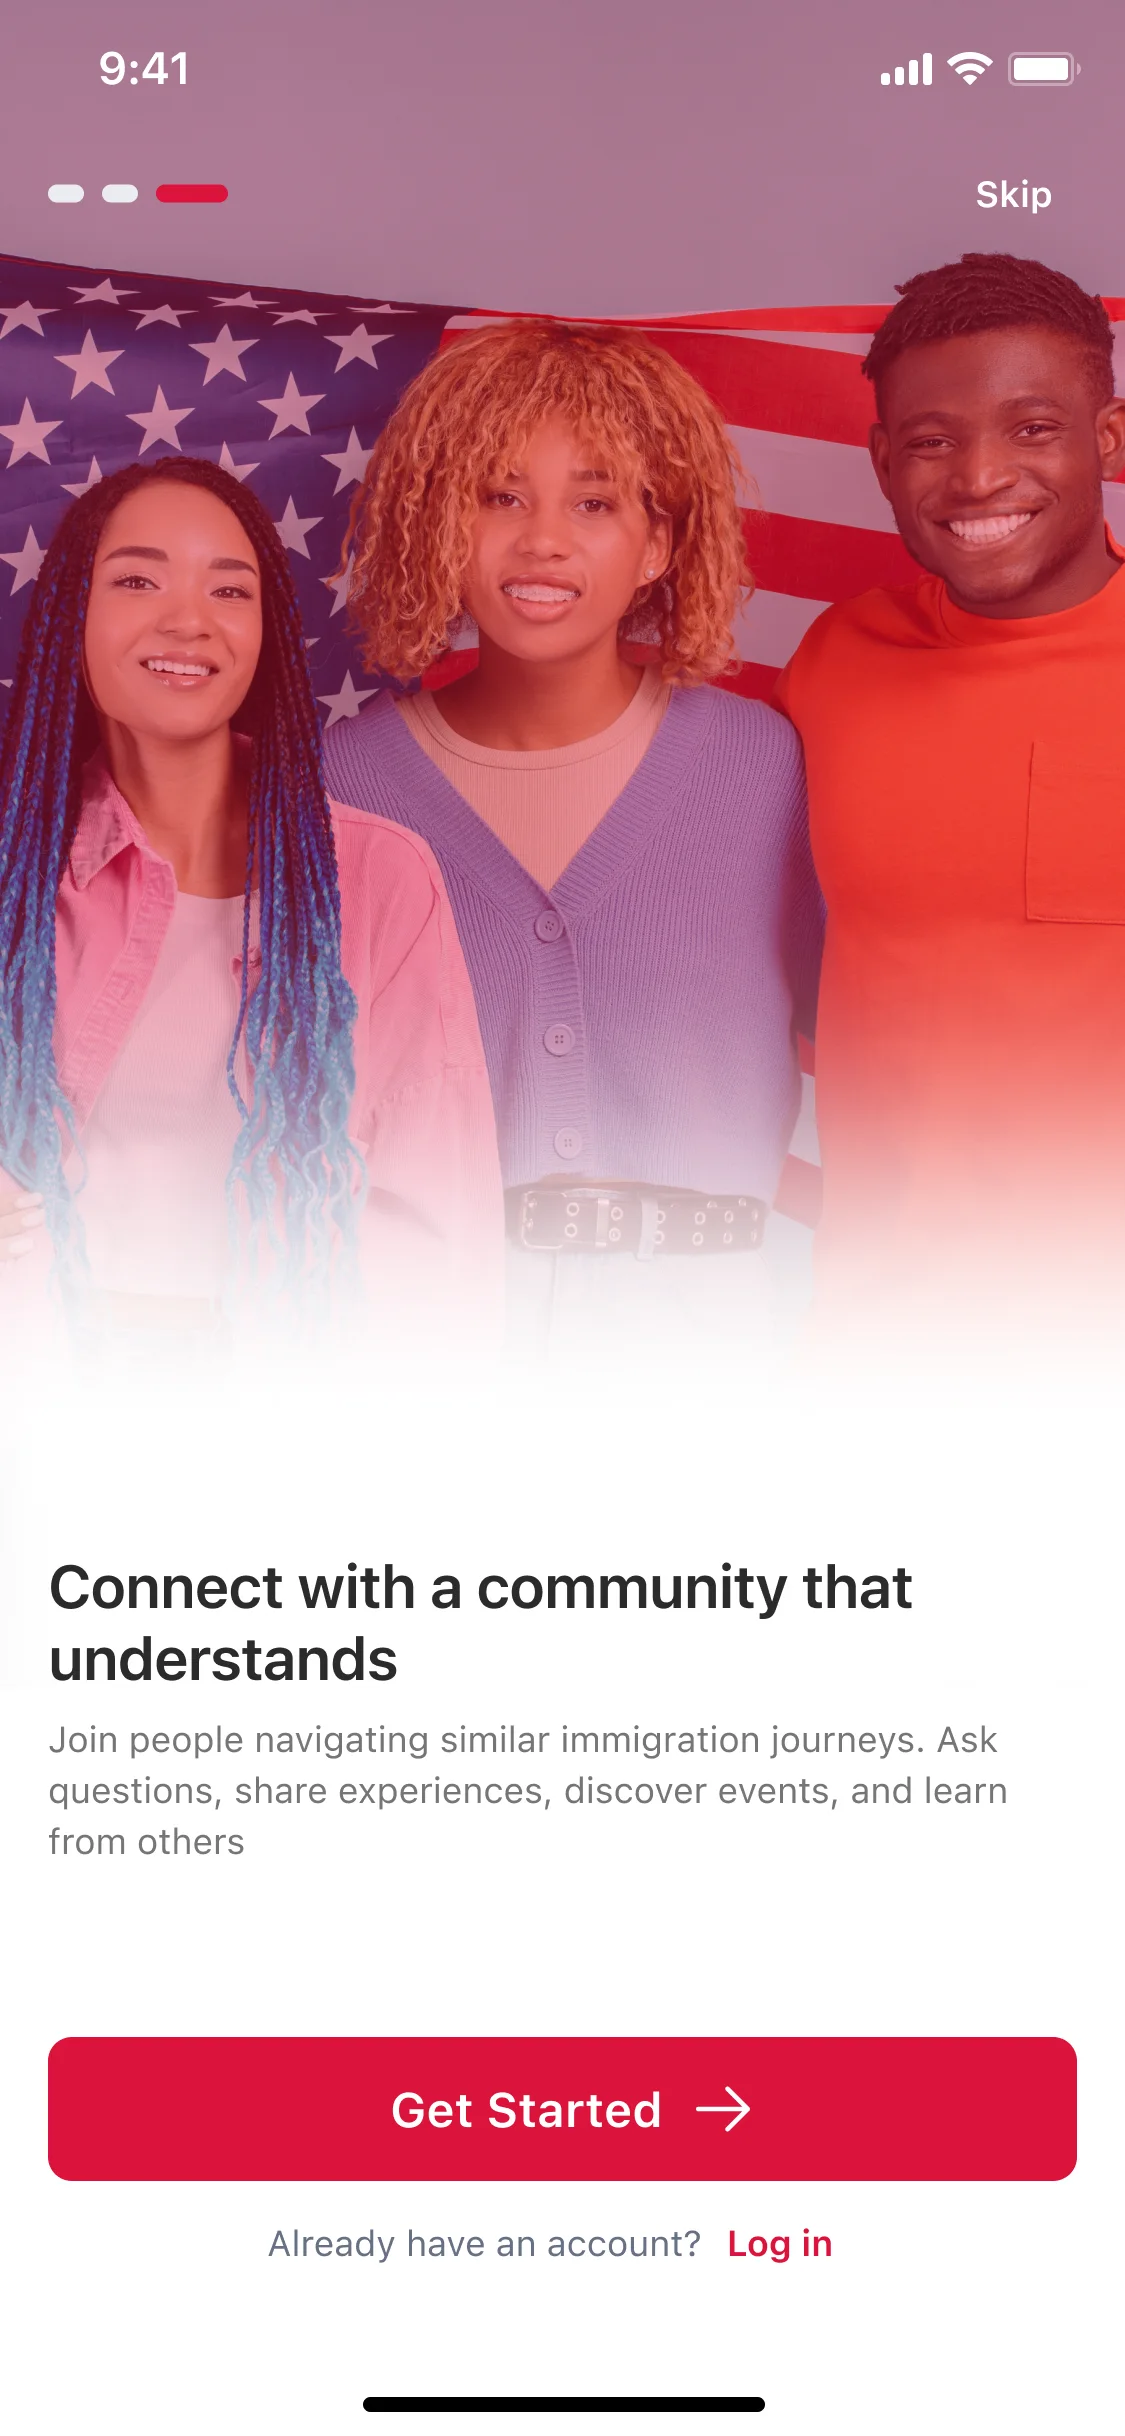 9:41
Skip
Connect with a community that
understands
Join people navigating similar immigration journeys. Ask
questions, share experiences, discover events, and learn
from others
Get Started
Already have an account? Log in